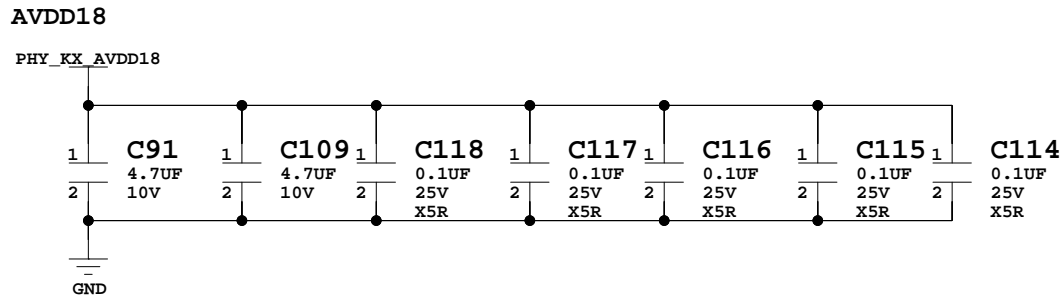 AVDD18
PHY_KX_AVDD18
1 C91 1 C109 1 C118 1 C117 1 C116 1 C115 1 C114
4.7UF 4.7UF 0.1UF 0.1UF 0.1UF 0.1UF 0.1UF
2 10V 2 10V 2 25V 2 25V 2 25V 2 25V 2 25V
X5R X5R X5R X5R X5R
GND